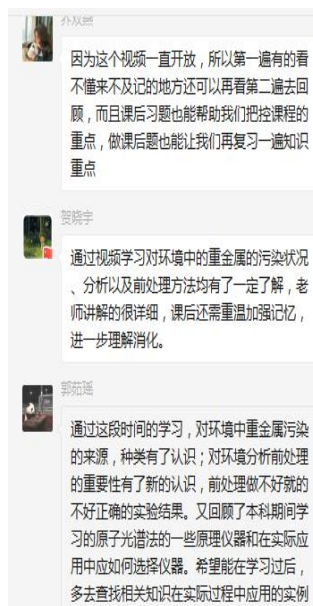 因为这个视频一直开放，所以第一遍有的看
不懂来不及记的地方还可以再看第二遍去回
顾，而且课后习题也能帮助我们把控课程的
重点，做课后题也能让我们再复习一遍知识
重点
贺晓宇
通过视频学习对环境中的重金属的污染状况
、分析以及前处理方法均有了一定了解，老
师讲解的很详细，课后还需重温加强记忆，
进一步理解消化。
郭茹瑶
通过这段时间的学习，对环境中重金属污染
的来源，种类有了认识；对环境分析前处理
的重要性有了新的认识，前处理做不好就的
不好正确的实验结果。又回顾了本科期间学
习的原子光谱法的一些原理仪器和在实际应
用中应如何选择仪器。希望能在学习过后，
多去查找相关知识在实际过程中应用的实例